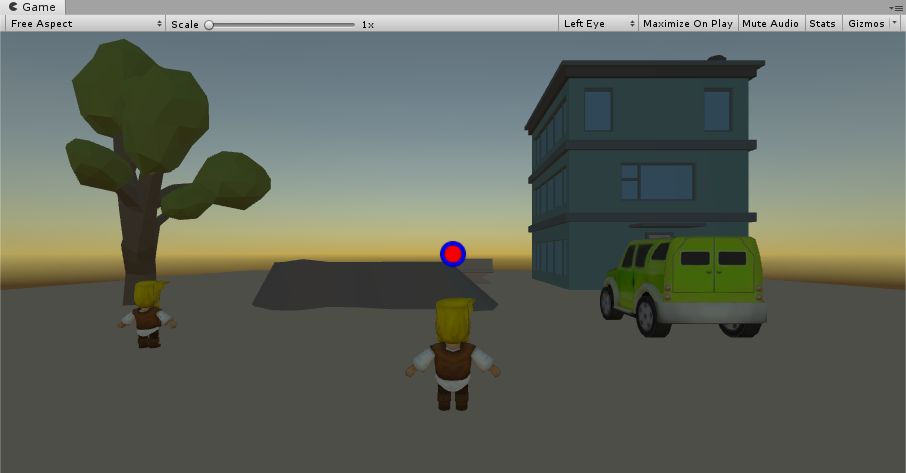 Game
Free Aspect Scale 1x Left Eye Maximize On Play Mute Audio Stats Gizmos